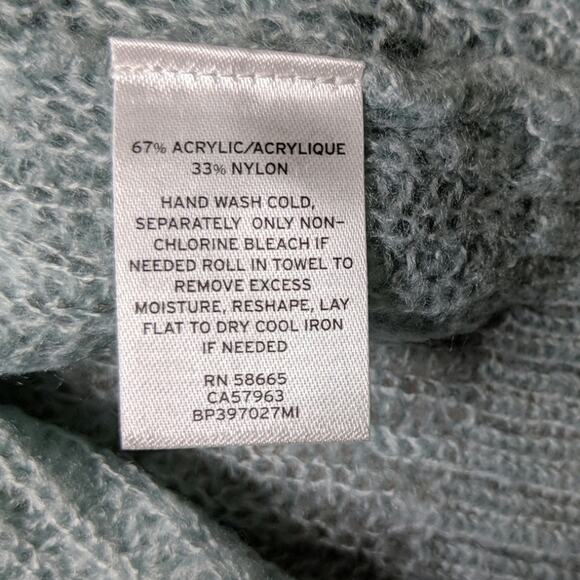 67% ACRYLIC/ACRYLIQUE
33% NYLON
HAND WASH COLD,
SEPARATELY ONLY NON-
CHLORINE BLEACH IF
NEEDED ROLL IN TOWEL TO
REMOVE EXCESS
MOISTURE, RESHAPE, LAY
FLAT TO DRY COOL IRON
IF NEEDED
RN 58665
CA57963
BP397027MI